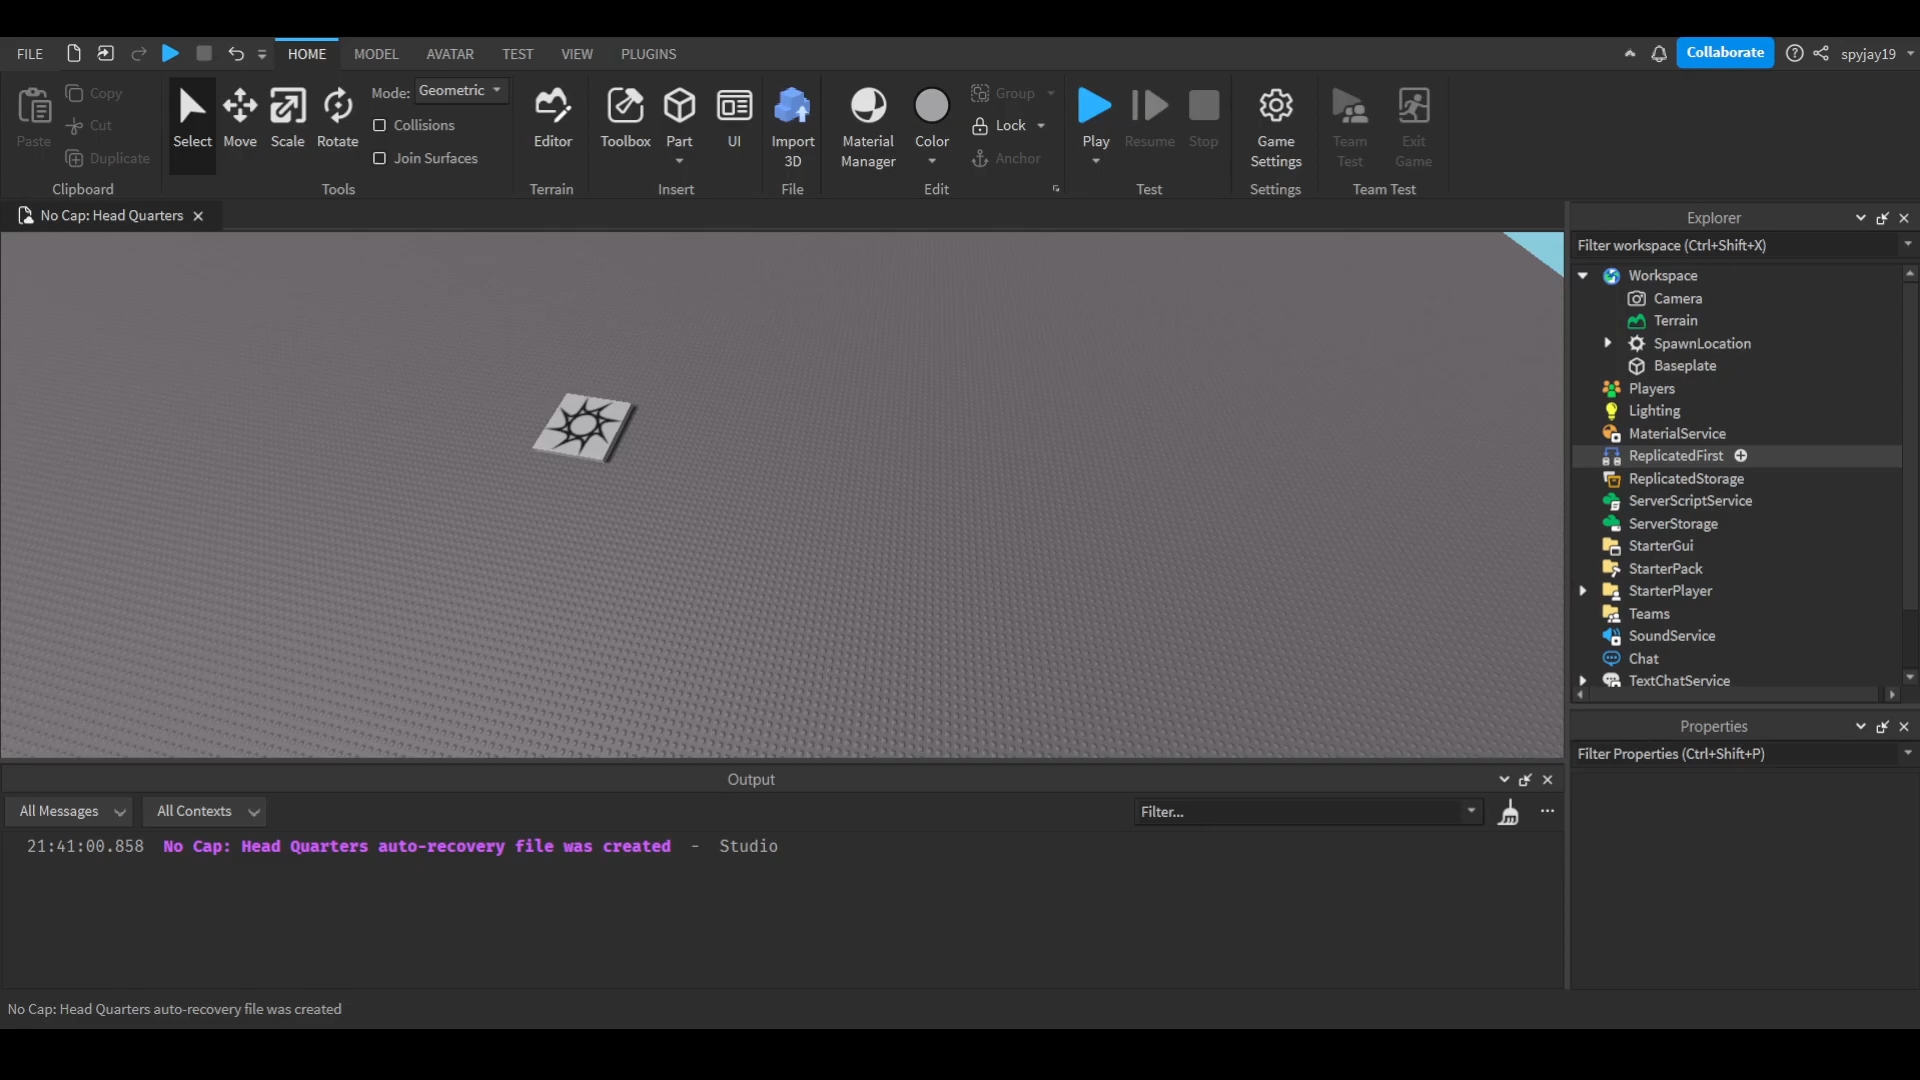 FILE HOME MODEL AVATAR TEST VIEW PLUGINS Collaborate spyjay19
Paste Copy Cut Duplicate Clipboard
Select Move Scale Rotate Mode: Geometric Collisions Join Surfaces Tools
Editor Terrain
Toolbox Part UI Insert
Import 3D File
Material Manager Color Group Lock Anchor Edit
Play Resume Stop Test
Game Settings Settings
Team Test Exit Game Team Test
No Cap: Head Quarters
Explorer
Filter workspace (Ctrl+Shift+X)
Workspace
Camera
Terrain
SpawnLocation
Baseplate
Players
Lighting
MaterialService
ReplicatedFirst
ReplicatedStorage
ServerScriptService
ServerStorage
StarterGui
StarterPack
StarterPlayer
Teams
SoundService
Chat
TextChatService
Properties
Filter Properties (Ctrl+Shift+P)
Output
All Messages All Contexts Filter...
21:41:00.858 No Cap: Head Quarters auto-recovery file was created - Studio
No Cap: Head Quarters auto-recovery file was created